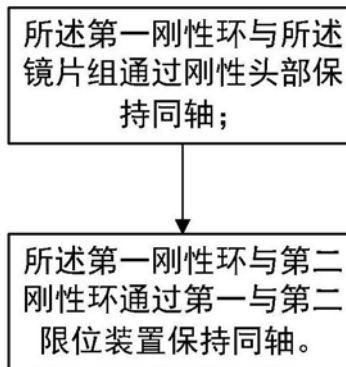 所述第一刚性环与所述
镜片组通过刚性头部保
持同轴；
所述第一刚性环与第二
刚性环通过第一与第二
限位装置保持同轴。